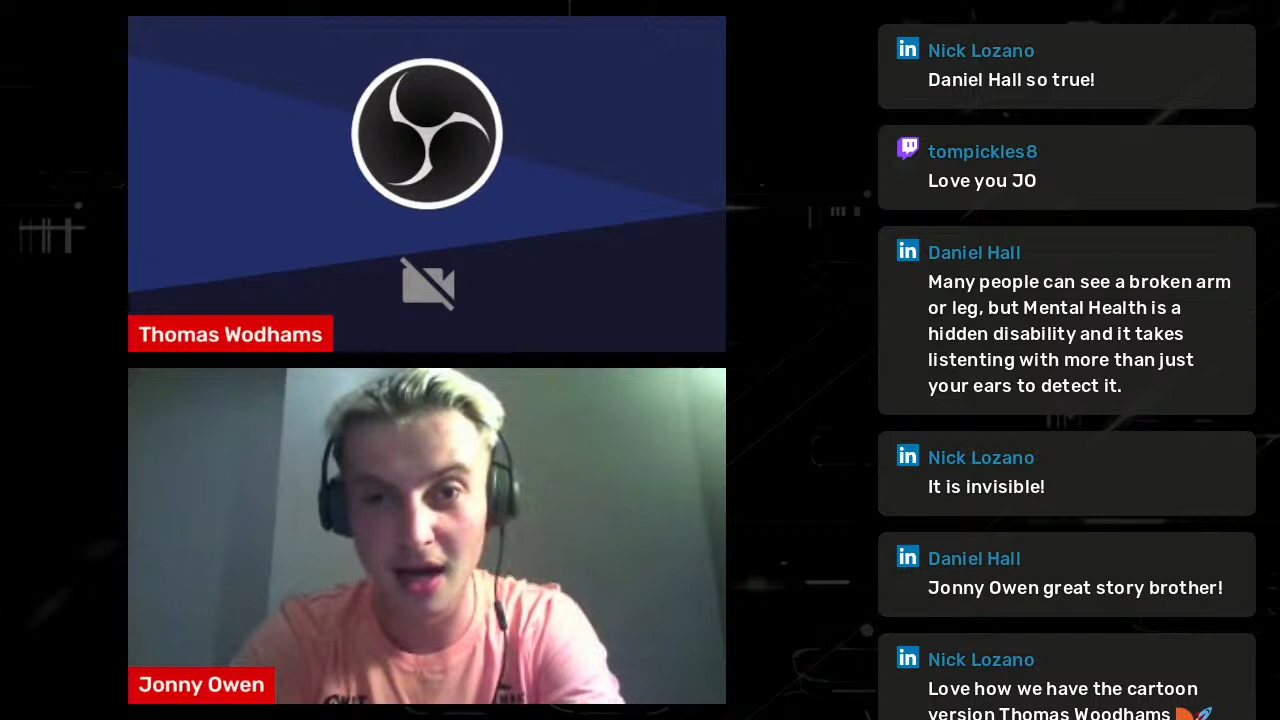 Thomas Wodhams
Jonny Owen
Nick Lozano
Daniel Hall so true!
tompickles8
Love you JO
Daniel Hall
Many people can see a broken arm
or leg, but Mental Health is a
hidden disability and it takes
listenting with more than just
your ears to detect it.
Nick Lozano
It is invisible!
Daniel Hall
Jonny Owen great story brother!
Nick Lozano
Love how we have the cartoon
version Thomas Woodhams